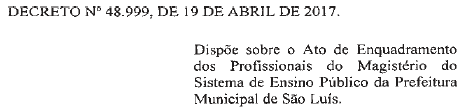 DECRETO Nº 48.999, DE 19 DE ABRIL DE 2017.
Dispõe sobre o Ato de Enquadramento
dos Profissionais do Magistério do
Sistema de Ensino Público da Prefeitura
Municipal de São Luís.